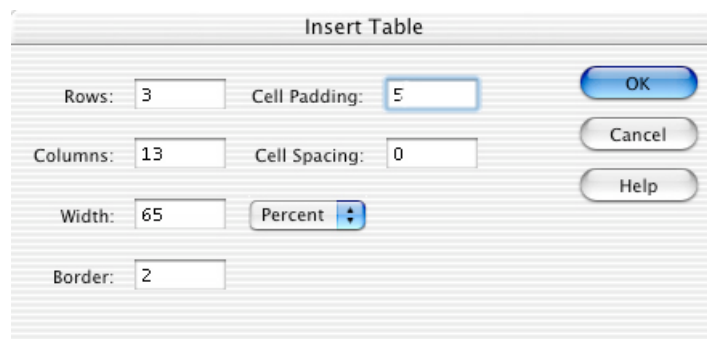 Insert Table
Rows: 3 Cell Padding: 5 OK
Columns: 13 Cell Spacing: 0 Cancel
Width: 65 Percent Help
Border: 2